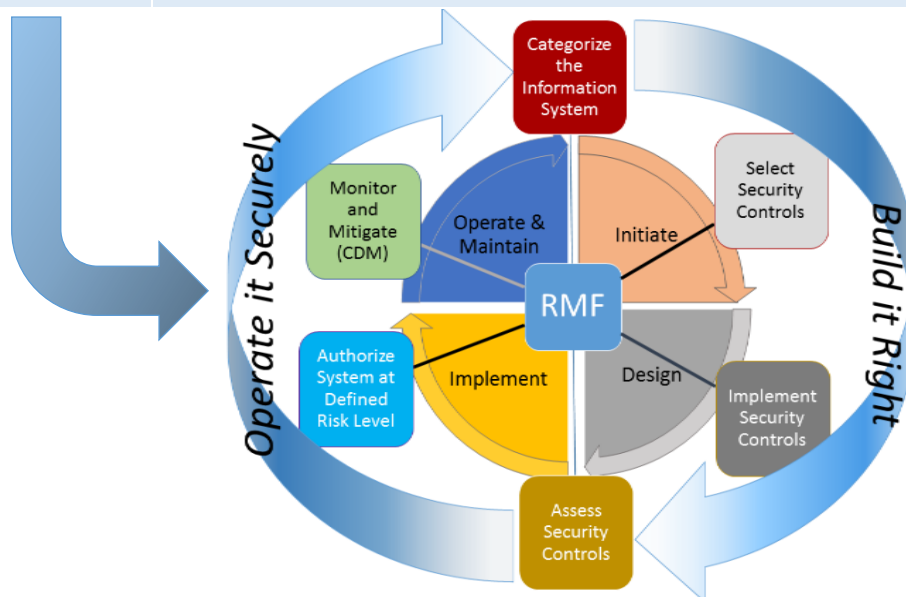 Categorize
the
Information
System
Select
Security
Controls
Monitor
and
Mitigate
(CDM)
Operate &
Maintain
Initiate
Operate it Securely
Build it Right
RMF
Authorize
System at
Defined
Risk Level
Implement
Design
Implement
Security
Controls
Assess
Security
Controls